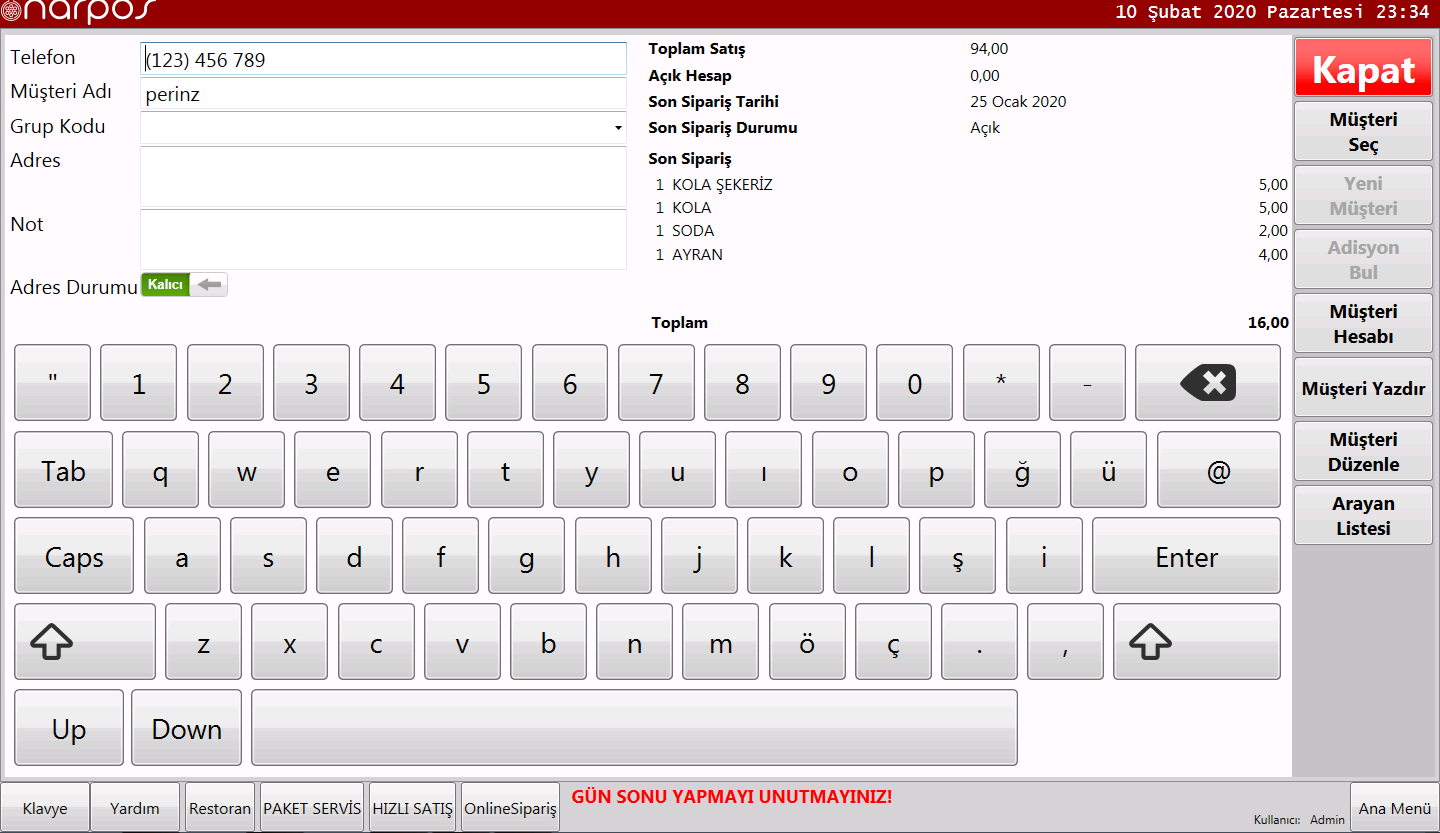 narpos
10 Şubat 2020 Pazartesi 23:34
Telefon
(123) 456 789
Müşteri Adı
perinz
Grup Kodu
Adres
Not
Adres Durumu
Kalıcı
Toplam Satış 94,00
Açık Hesap 0,00
Son Sipariş Tarihi 25 Ocak 2020
Son Sipariş Durumu Açık
Son Sipariş
1 KOLA ŞEKERİZ 5,00
1 KOLA 5,00
1 SODA 2,00
1 AYRAN 4,00
Toplam 16,00
Kapat
Müşteri
Seç
Yeni
Müşteri
Adisyon
Bul
Müşteri
Hesabı
Müşteri Yazdır
Müşteri
Düzenle
Arayan
Listesi
" 1 2 3 4 5 6 7 8 9 0 * -
Tab q w e r t y u ı o p ğ ü @
Caps a s d f g h j k l ş i Enter
z x c v b n m ö ç . ,
Up Down
Klavye Yardım Restoran PAKET SERVİS HIZLI SATIŞ OnlineSipariş
GÜN SONU YAPMAYI UNUTMAYINIZ!
Kullanıcı: Admin
Ana Menü